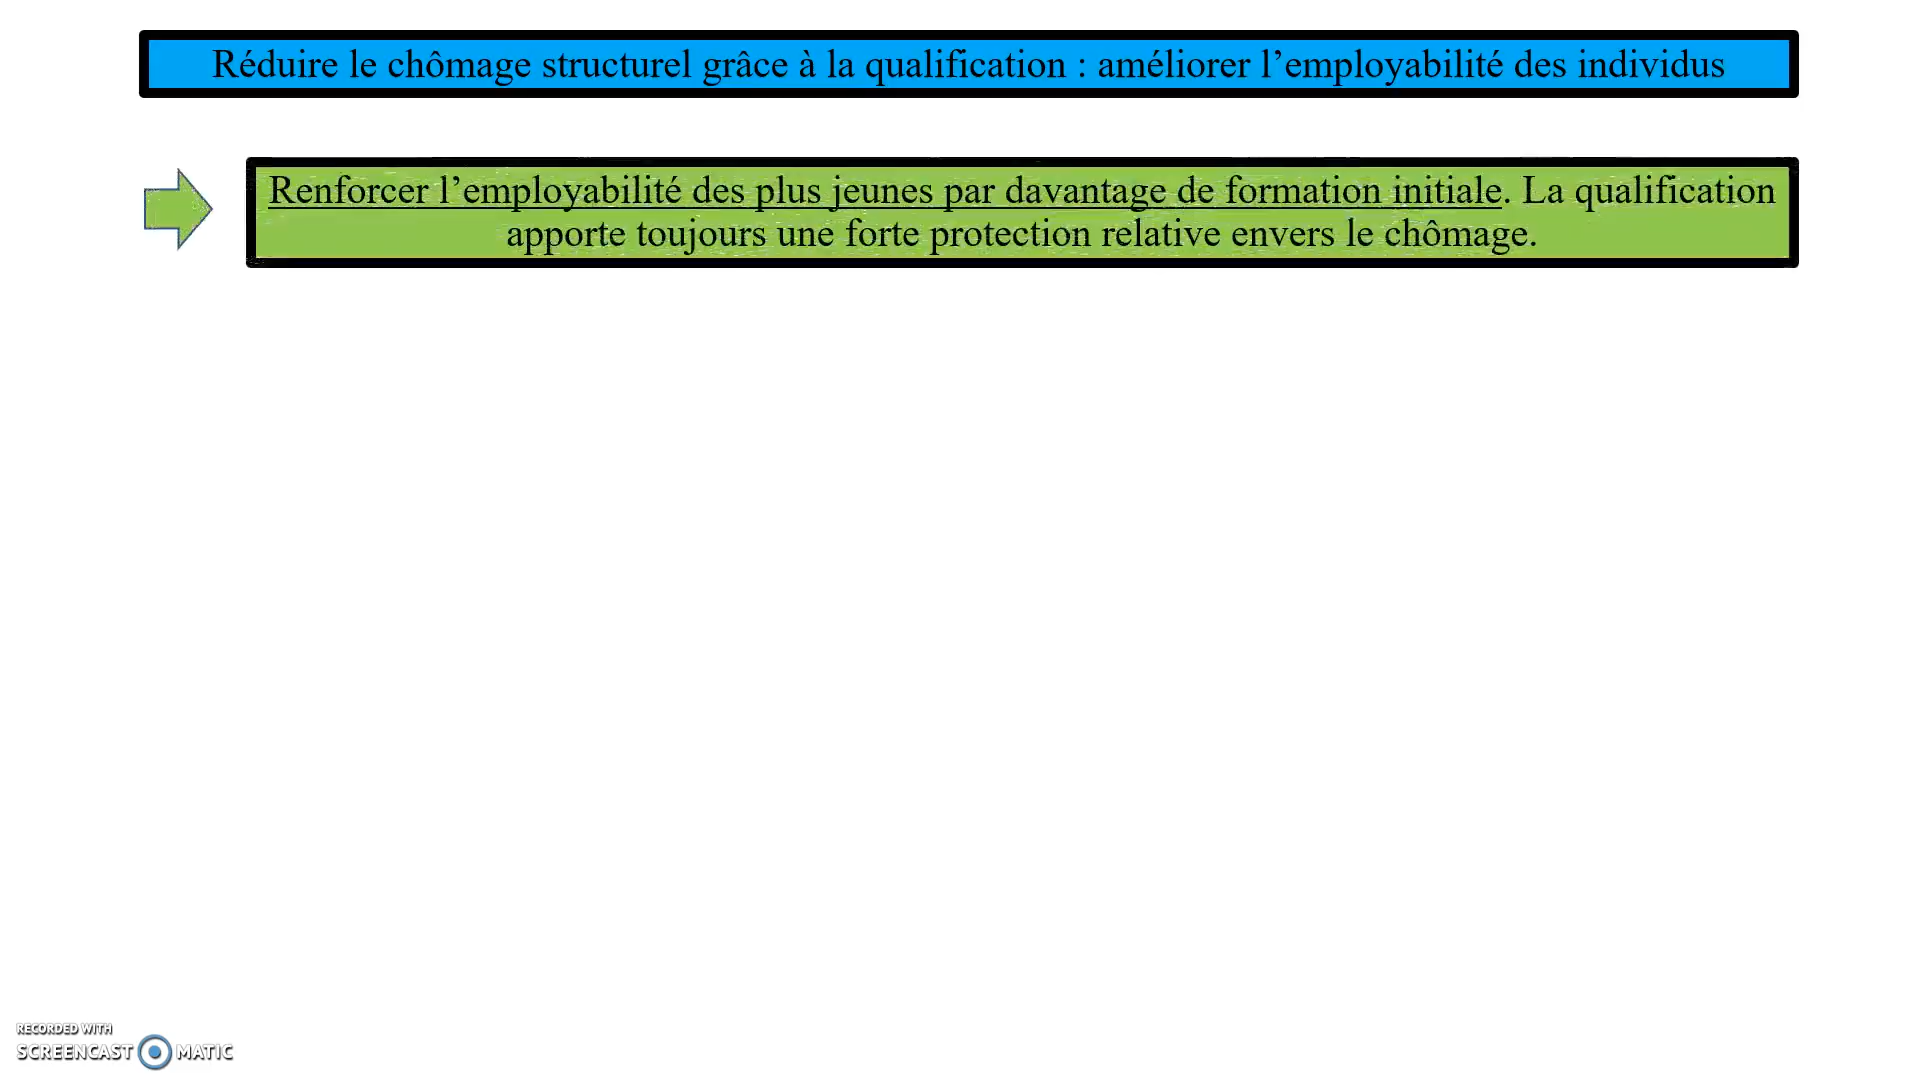 Réduire le chômage structurel grâce à la qualification : améliorer l’employabilité des individus
Renforcer l’employabilité des plus jeunes par davantage de formation initiale. La qualification
apporte toujours une forte protection relative envers le chômage.
RECORDED WITH
SCREENCAST MATIC